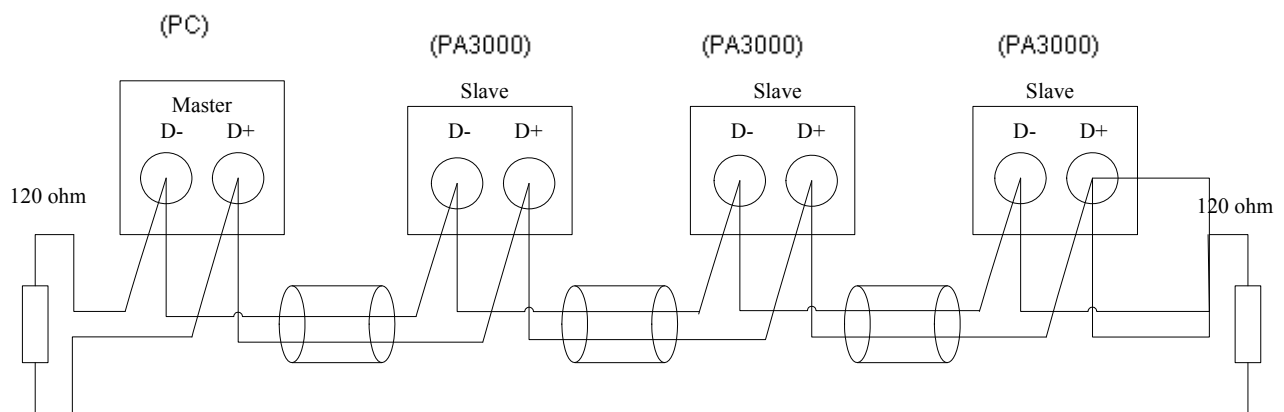 (PC)
(PA3000) (PA3000) (PA3000)
Master Slave Slave Slave
D- D+ D- D+ D- D+ D- D+
120 ohm 120 ohm